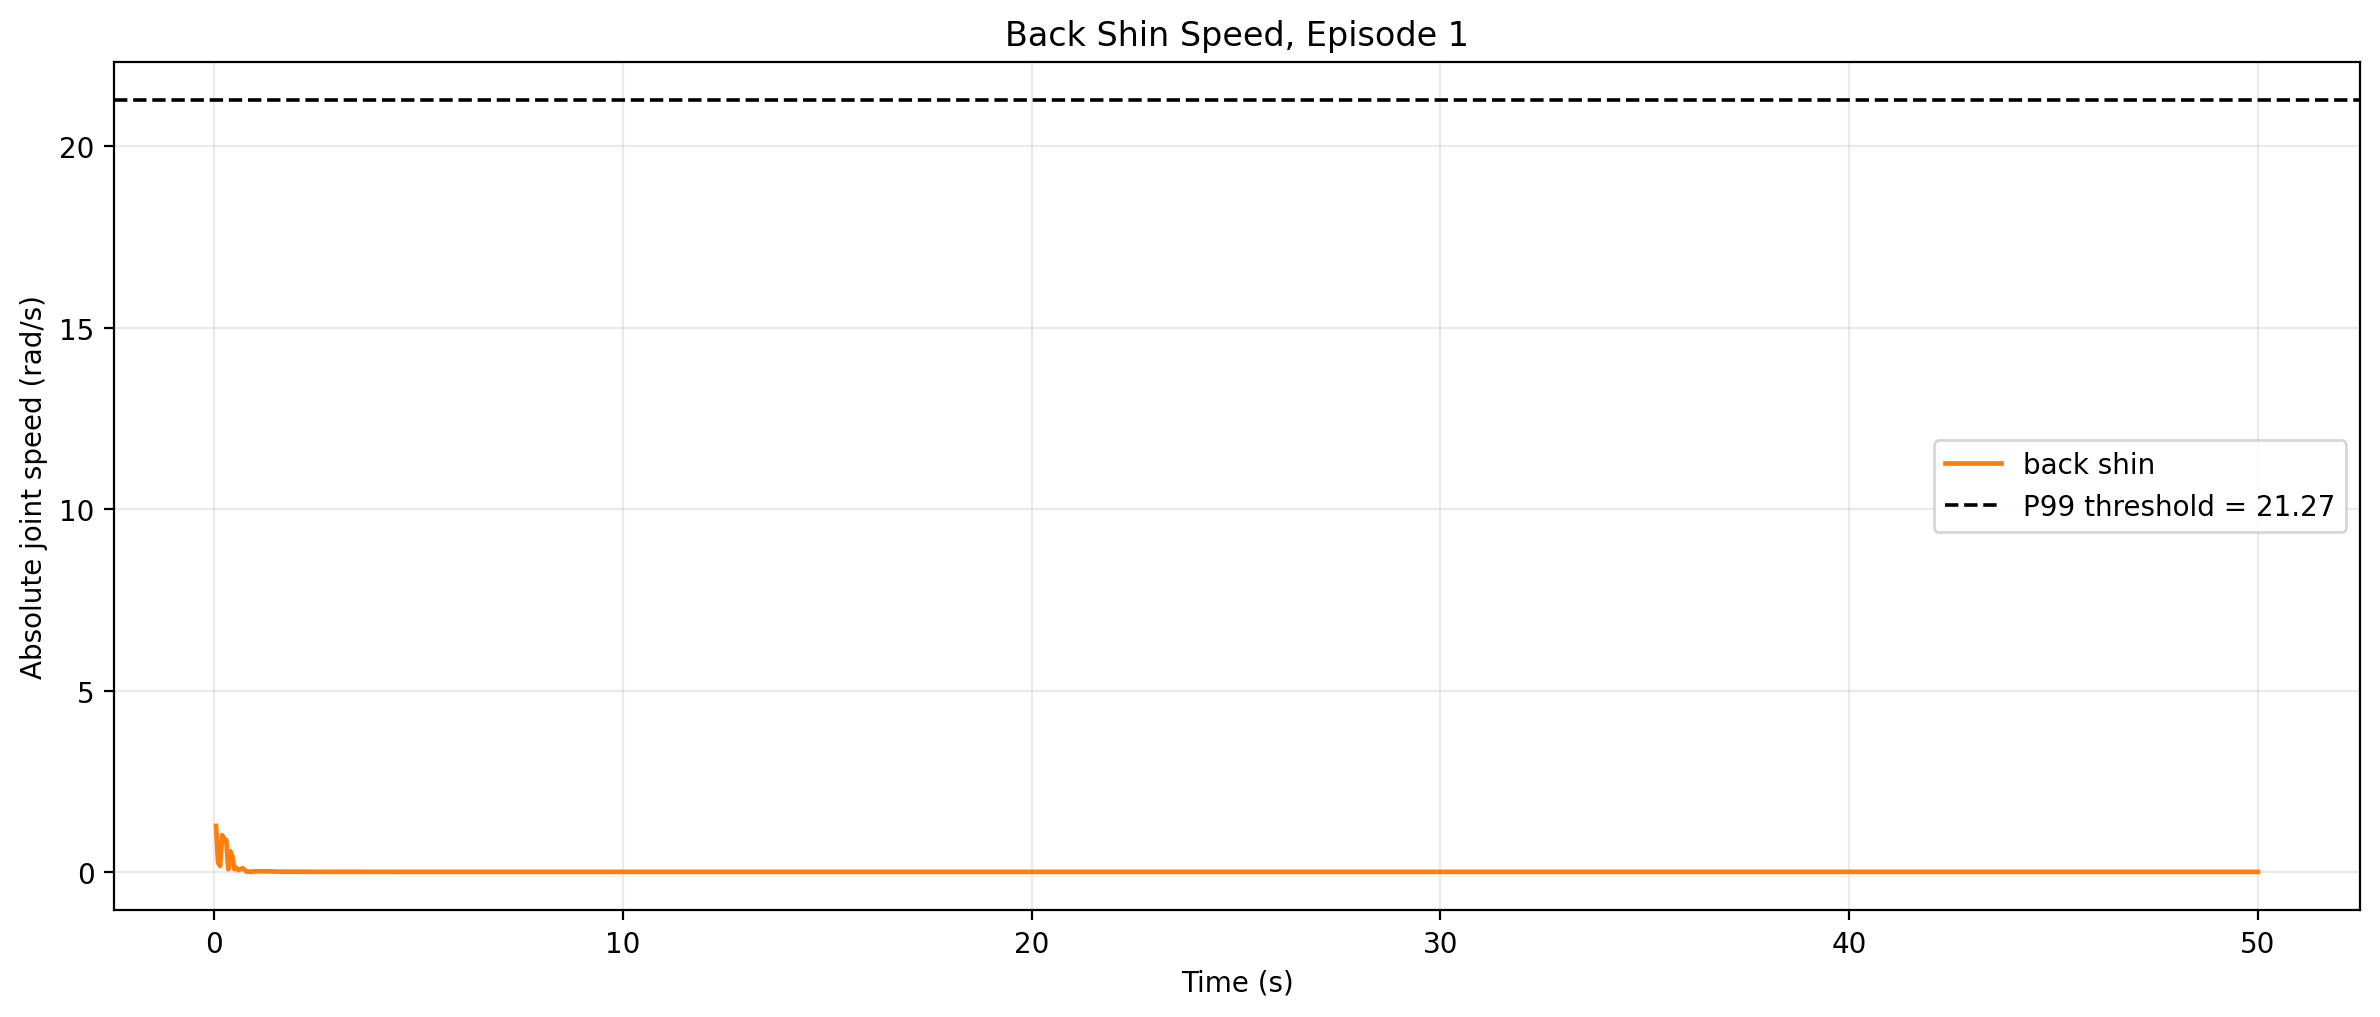 Back Shin Speed, Episode 1
Absolute joint speed (rad/s)
20
15
10
5
0
back shin
P99 threshold = 21.27
0
10
20
30
40
50
Time (s)